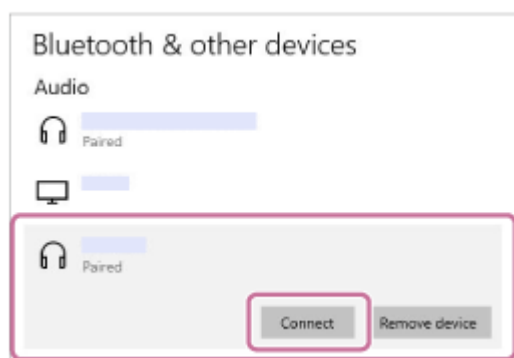 Bluetooth & other devices
Audio
Paired
Paired
Connect Remove device